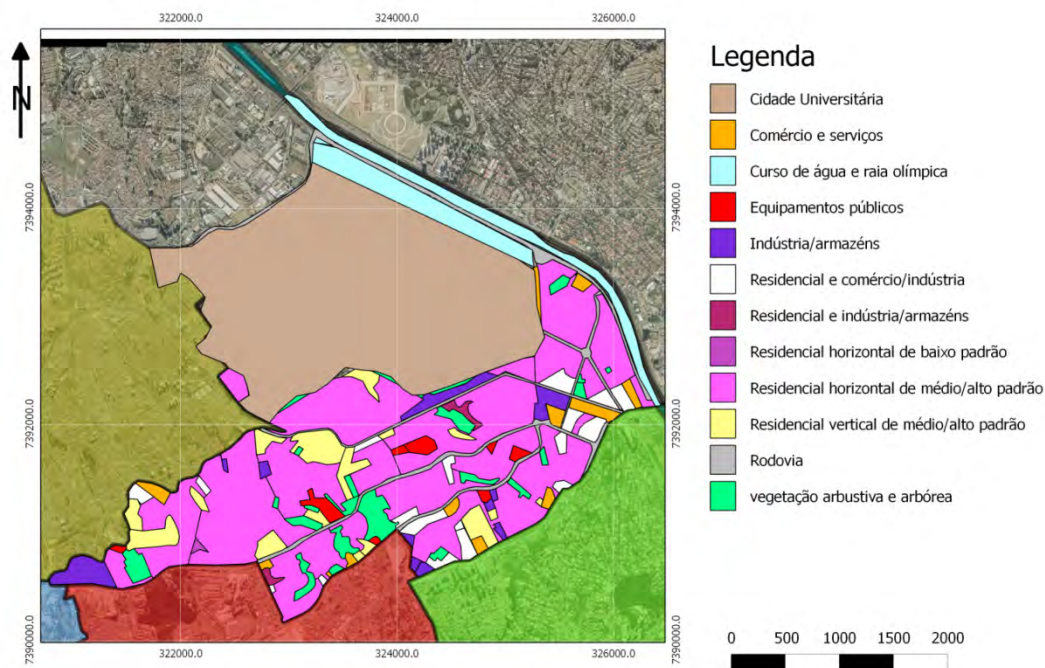 322000.0 324000.0 326000.0
N
7394000.0 7394000.0
7392000.0 7392000.0
7390000.0 7390000.0
322000.0 324000.0 326000.0
Legenda
Cidade Universitária
Comércio e serviços
Curso de água e raia olímpica
Equipamentos públicos
Indústria/armazéns
Residencial e comércio/indústria
Residencial e indústria/armazéns
Residencial horizontal de baixo padrão
Residencial horizontal de médio/alto padrão
Residencial vertical de médio/alto padrão
Rodovia
vegetação arbustiva e arbórea
0 500 1000 1500 2000